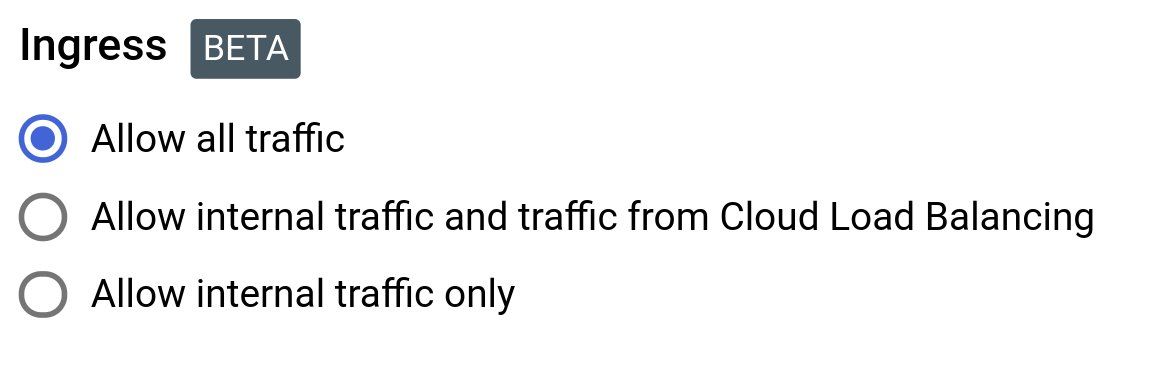 Ingress BETA
Allow all traffic
Allow internal traffic and traffic from Cloud Load Balancing
Allow internal traffic only